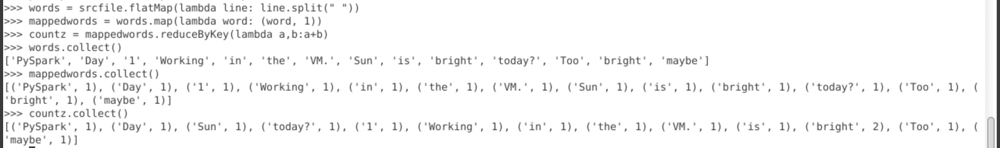 >>> words = srcfile.flatMap(lambda line: line.split(" "))
>>> mappedwords = words.map(lambda word: (word, 1))
>>> countz = mappedwords.reduceByKey(lambda a,b:a+b)
>>> words.collect()
['PySpark', 'Day', '1', 'Working', 'in', 'the', 'VM.', 'Sun', 'is', 'bright', 'today?', 'Too', 'bright', 'maybe']
>>> mappedwords.collect()
[('PySpark', 1), ('Day', 1), ('1', 1), ('Working', 1), ('in', 1), ('the', 1), ('VM.', 1), ('Sun', 1), ('is', 1), ('bright', 1), ('today?', 1), ('Too', 1), (
'bright', 1), ('maybe', 1)]
>>> countz.collect()
[('PySpark', 1), ('Day', 1), ('Sun', 1), ('today?', 1), ('1', 1), ('Working', 1), ('in', 1), ('the', 1), ('VM.', 1), ('is', 1), ('bright', 2), ('Too', 1), (
'maybe', 1)]